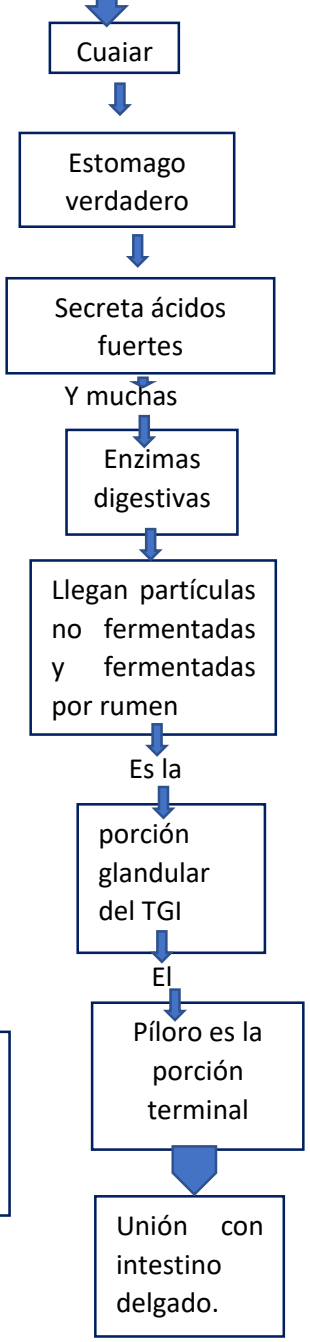 Cuaiar
Estomago
verdadero
Secreta ácidos
fuertes
Y muchas
Enzimas
digestivas
Llegan partículas
no fermentadas
y fermentadas
por rumen
Es la
porción
glandular
del TGI
El
Píloro es la
porción
terminal
Unión con
intestino
delgado.